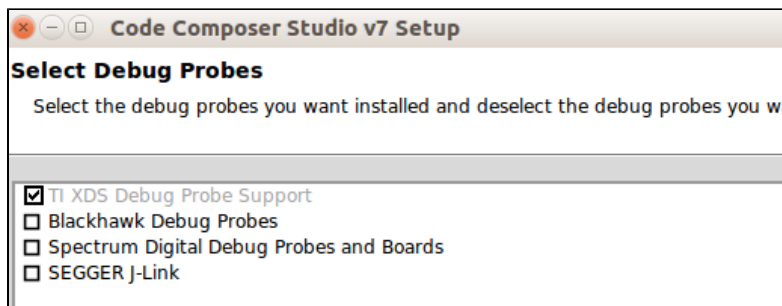 Code Composer Studio v7 Setup
Select Debug Probes
Select the debug probes you want installed and deselect the debug probes you w
TI XDS Debug Probe Support
Blackhawk Debug Probes
Spectrum Digital Debug Probes and Boards
SEGGER J-Link